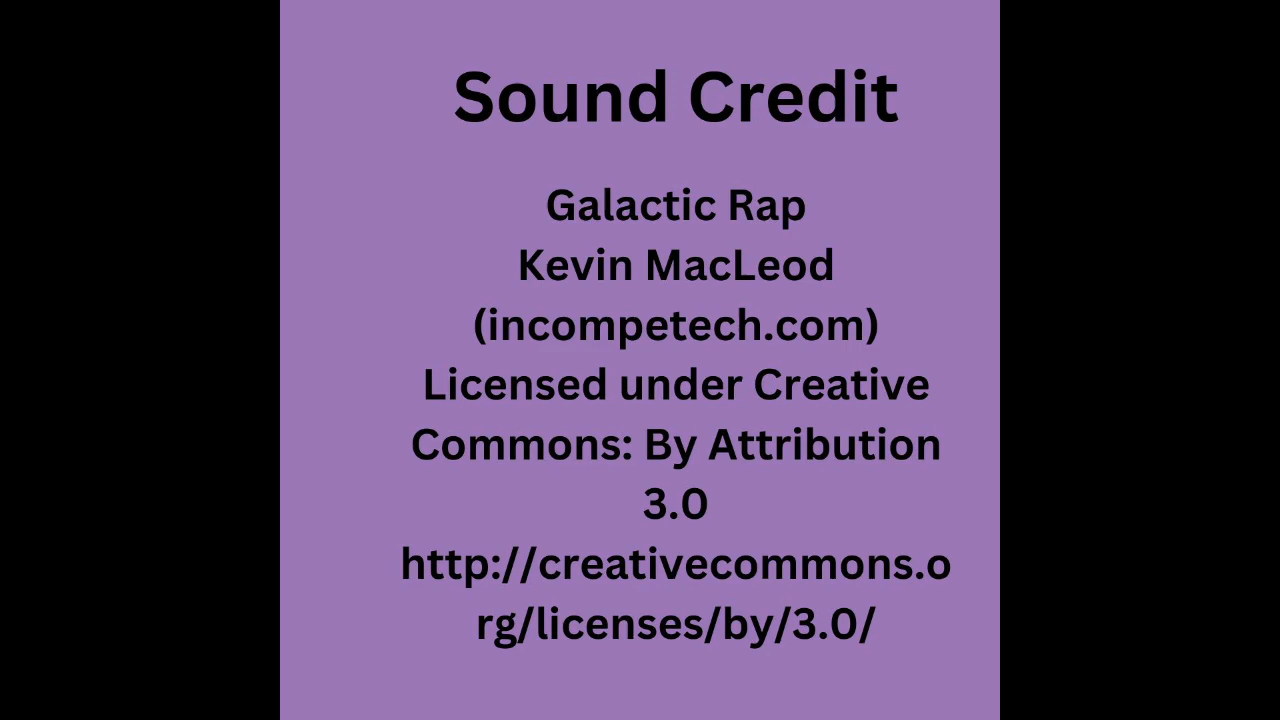 Sound Credit
Galactic Rap
Kevin MacLeod
(incompetech.com)
Licensed under Creative
Commons: By Attribution
3.0
http://creativecommons.o
rg/licenses/by/3.0/